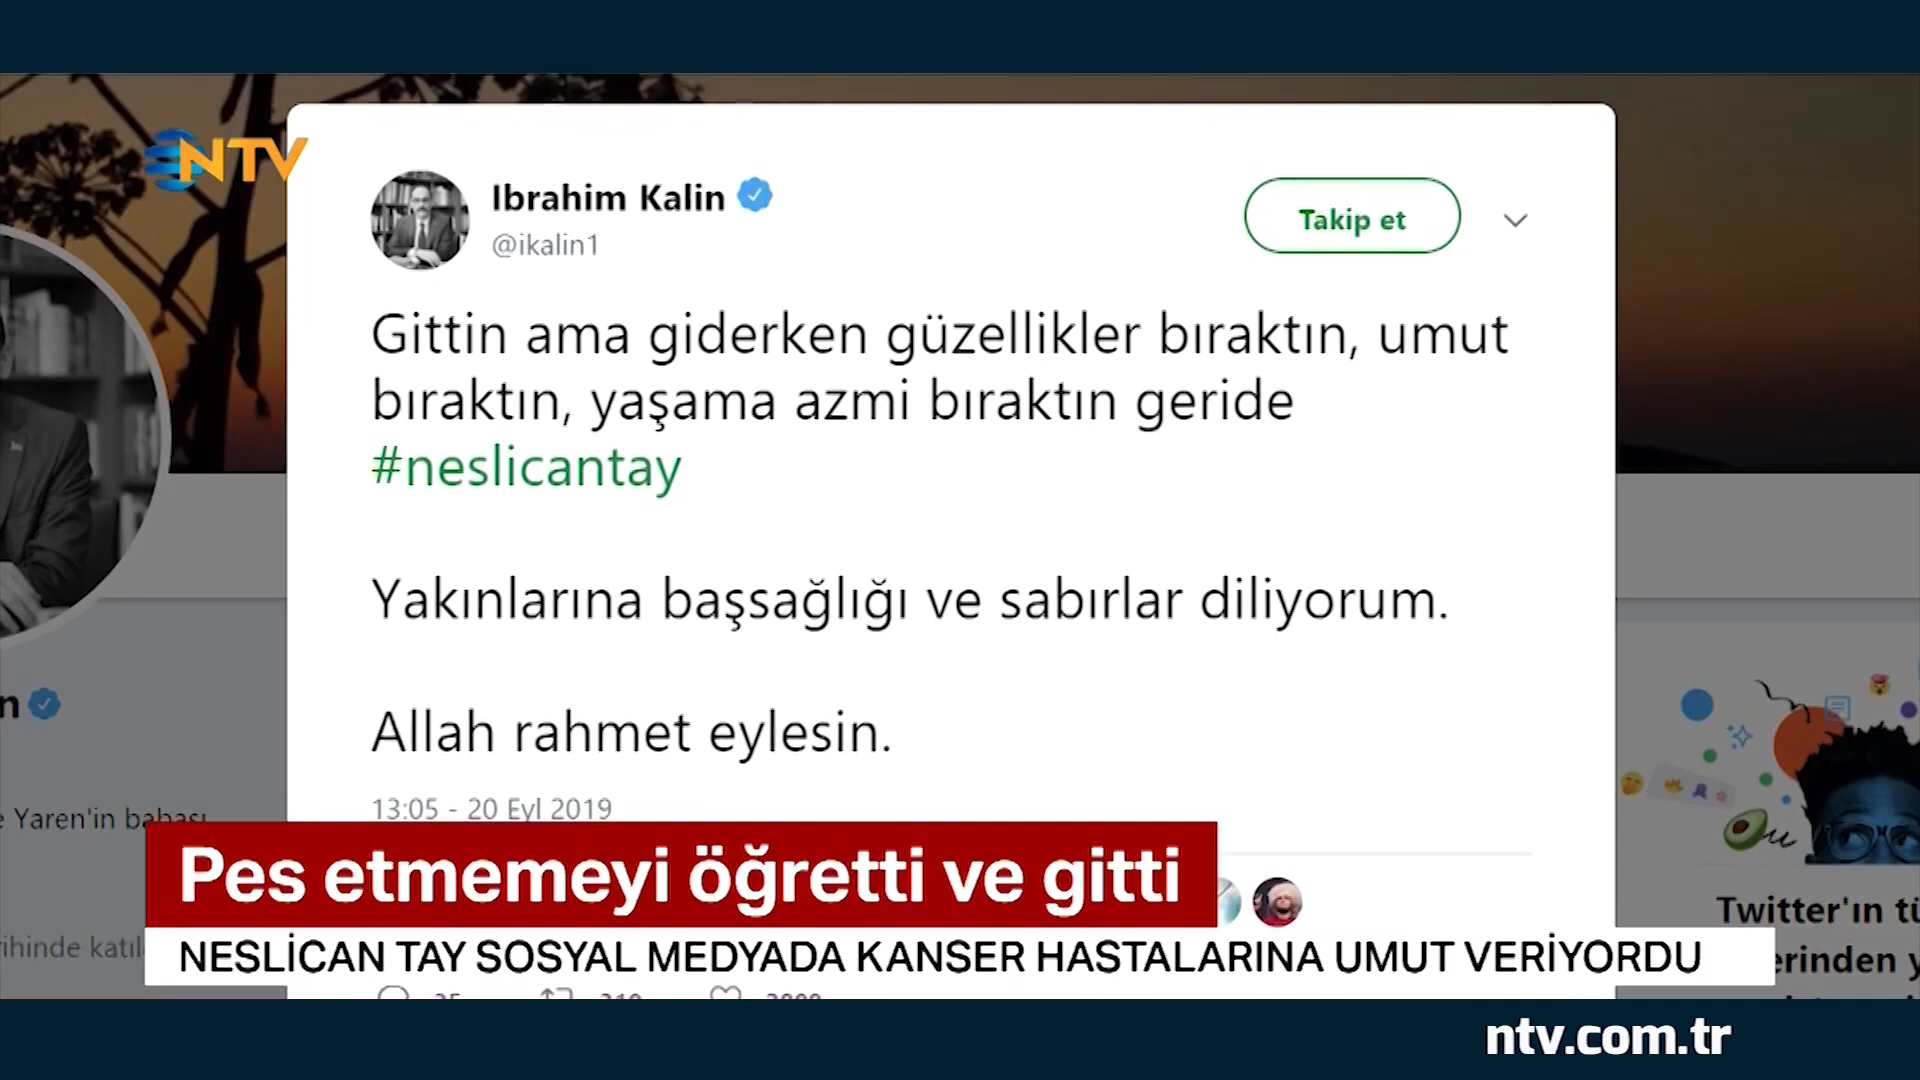 NTV
Ibrahim Kalin
@ikalin1
Takip et
Gittin ama giderken güzellikler bıraktın, umut
bıraktın, yaşama azmi bıraktın geride
#neslicantay
Yakınlarına başsağlığı ve sabırlar diliyorum.
Allah rahmet eylesin.
13:05 - 20 Eyl 2019
n
Yaren'in babası
Pes etmemeyi öğretti ve gitti
NESLİCAN TAY SOSYAL MEDYADA KANSER HASTALARINA UMUT VERİYORDU
Twitter'ın
ntv.com.tr